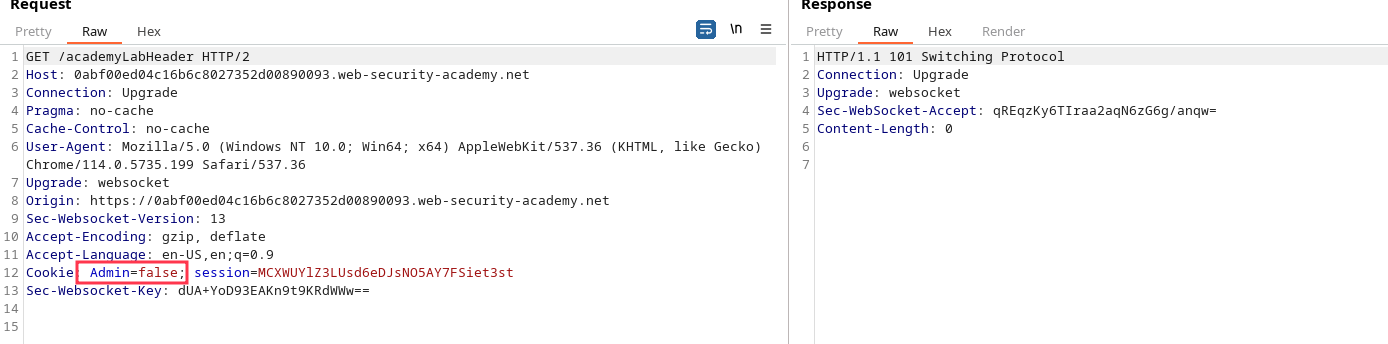 Request
Pretty Raw Hex \n
1 GET /academyLabHeader HTTP/2
2 Host: 0abf00ed04c16b6c8027352d00890093.web-security-academy.net
3 Connection: Upgrade
4 Pragma: no-cache
5 Cache-Control: no-cache
6 User-Agent: Mozilla/5.0 (Windows NT 10.0; Win64; x64) AppleWebKit/537.36 (KHTML, like Gecko)
Chrome/114.0.5735.199 Safari/537.36
7 Upgrade: websocket
8 Origin: https://0abf00ed04c16b6c8027352d00890093.web-security-academy.net
9 Sec-Websocket-Version: 13
10 Accept-Encoding: gzip, deflate
11 Accept-Language: en-US,en;q=0.9
12 Cookie: Admin=false; session=MCXWUYlZ3LUsd6eDJsNO5AY7FSiet3st
13 Sec-Websocket-Key: dUA+YoD93EAKn9t9KRdWWw==
14
15
Response
Pretty Raw Hex Render
1 HTTP/1.1 101 Switching Protocol
2 Connection: Upgrade
3 Upgrade: websocket
4 Sec-WebSocket-Accept: qREqzKy6TIraa2aqN6zG6g/anqw=
5 Content-Length: 0
6
7